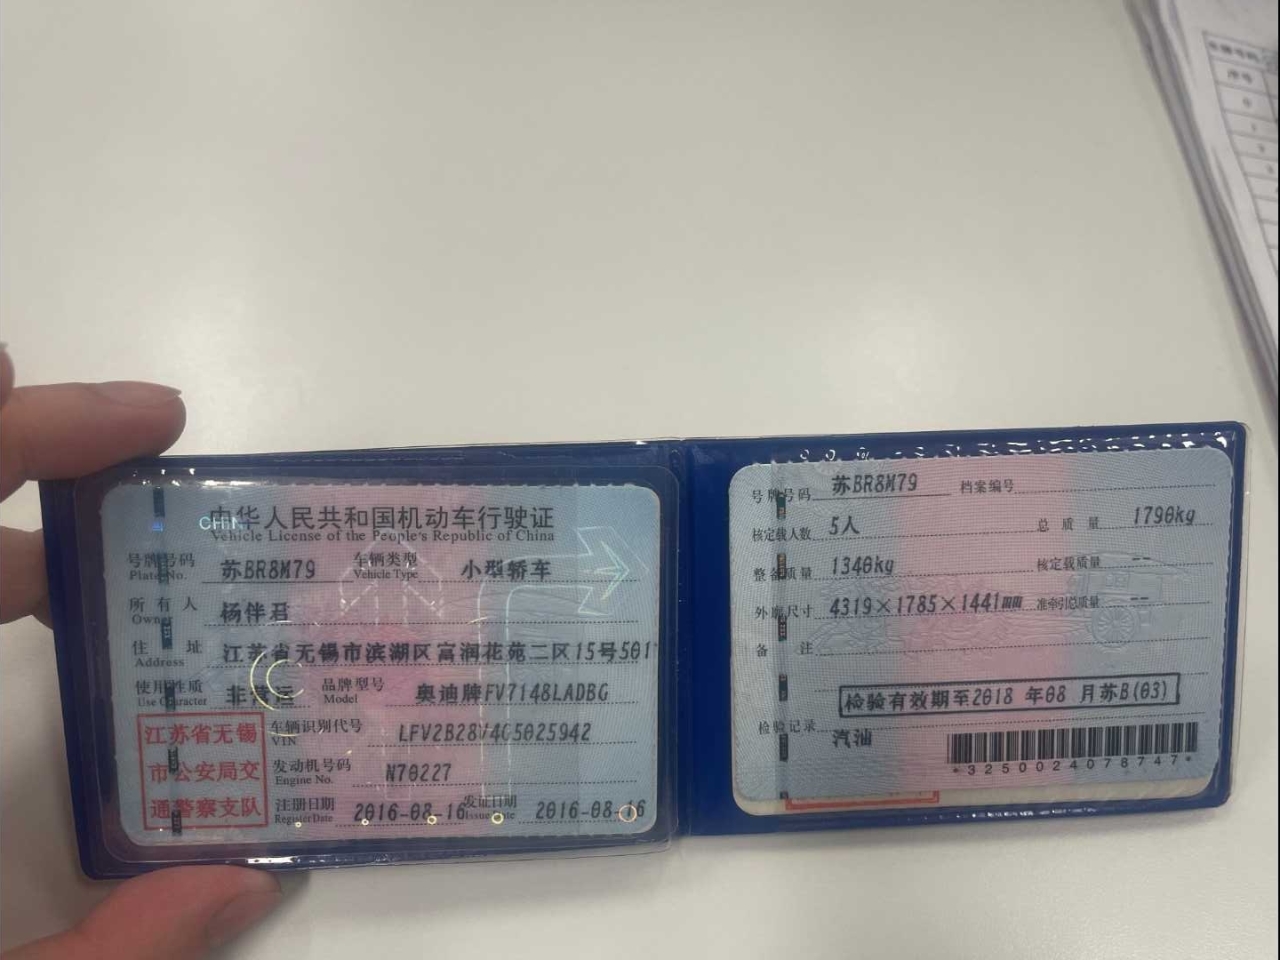 中华人民共和国机动车行驶证
Vehicle License of the People's Republic of China
号牌号码 苏BR8M79 车辆类型 小型轿车
Plate No. Vehicle Type
所有人 杨伴君
Owner
住址 江苏省无锡市滨湖区富润花苑二区15号501
Address
使用性质 非营运 品牌型号 奥迪牌FV7148LADBG
Use Character Model
江苏省无锡
市公安局交
通警察支队
车辆识别代号 LFV2B28V4G5025942
VIN
发动机号码 N70227
Engine No.
注册日期 2016-08-16 发证日期 2016-08-16
Register Date Issue Date
号牌号码 苏BR8M79 档案编号
核定载人数 5人 总质量 1790kg
整备质量 1340kg 核定载质量 --
外廓尺寸 4319×1785×1441mm 准牵引总质量 --
备注
检验有效期至2018年08月苏B(03)
检验记录
汽油
*3250024078747*